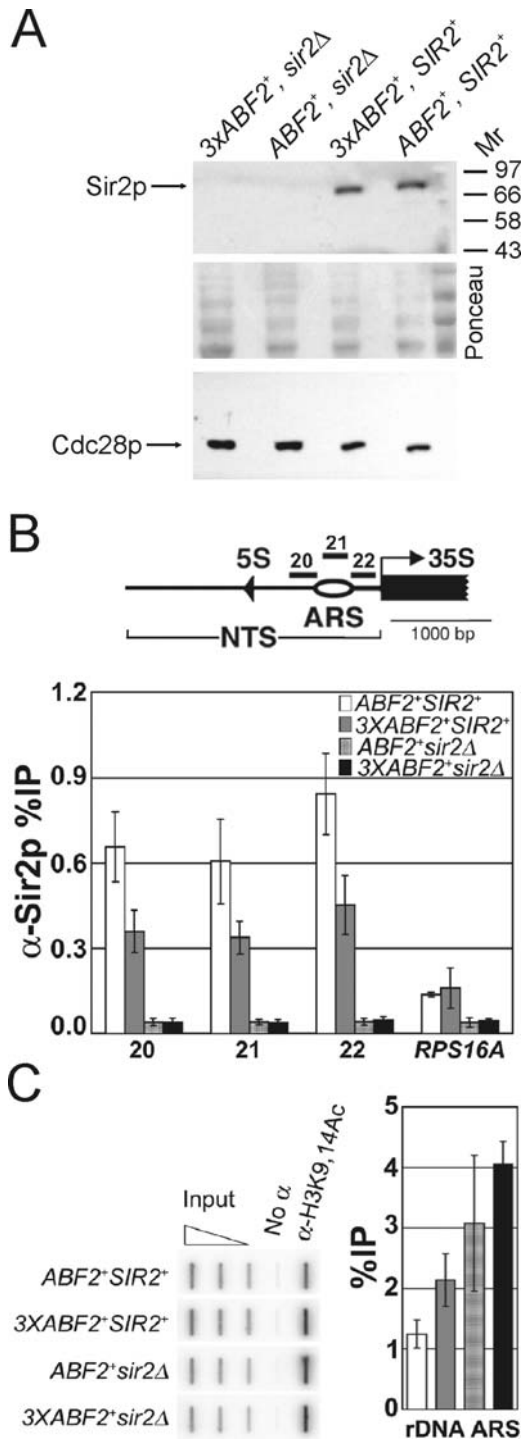 A
3xABF2⁺, sir2Δ
ABF2⁺, sir2Δ
3xABF2⁺, SIR2⁺
ABF2⁺, SIR2⁺
Mr
Sir2p
97
66
58
43
Ponceau
Cdc28p
B
5S
20
21
22
35S
ARS
NTS
1000 bp
α-Sir2p %IP
1.2
0.9
0.6
0.3
0.0
ABF2⁺SIR2⁺
3XABF2⁺SIR2⁺
ABF2⁺sir2Δ
3XABF2⁺sir2Δ
20
21
22
RPS16A
C
Input
No α
α-H3K9,14Ac
ABF2⁺SIR2⁺
3XABF2⁺SIR2⁺
ABF2⁺sir2Δ
3XABF2⁺sir2Δ
%IP
5
4
3
2
1
0
rDNA ARS